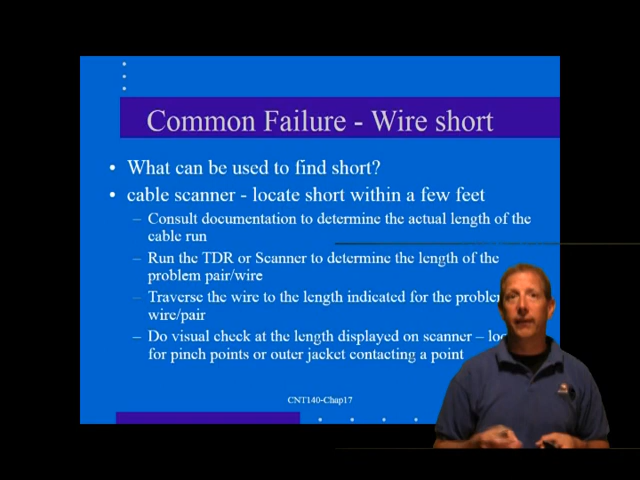 Common Failure - Wire short
• What can be used to find short?
• cable scanner - locate short within a few feet
– Consult documentation to determine the actual length of the
cable run
– Run the TDR or Scanner to determine the length of the
problem pair/wire
– Traverse the wire to the length indicated for the
wire/pair
– Do visual check at the length displayed on scanner –
for pinch points or outer jacket contacting a point
CNT140-Chap17